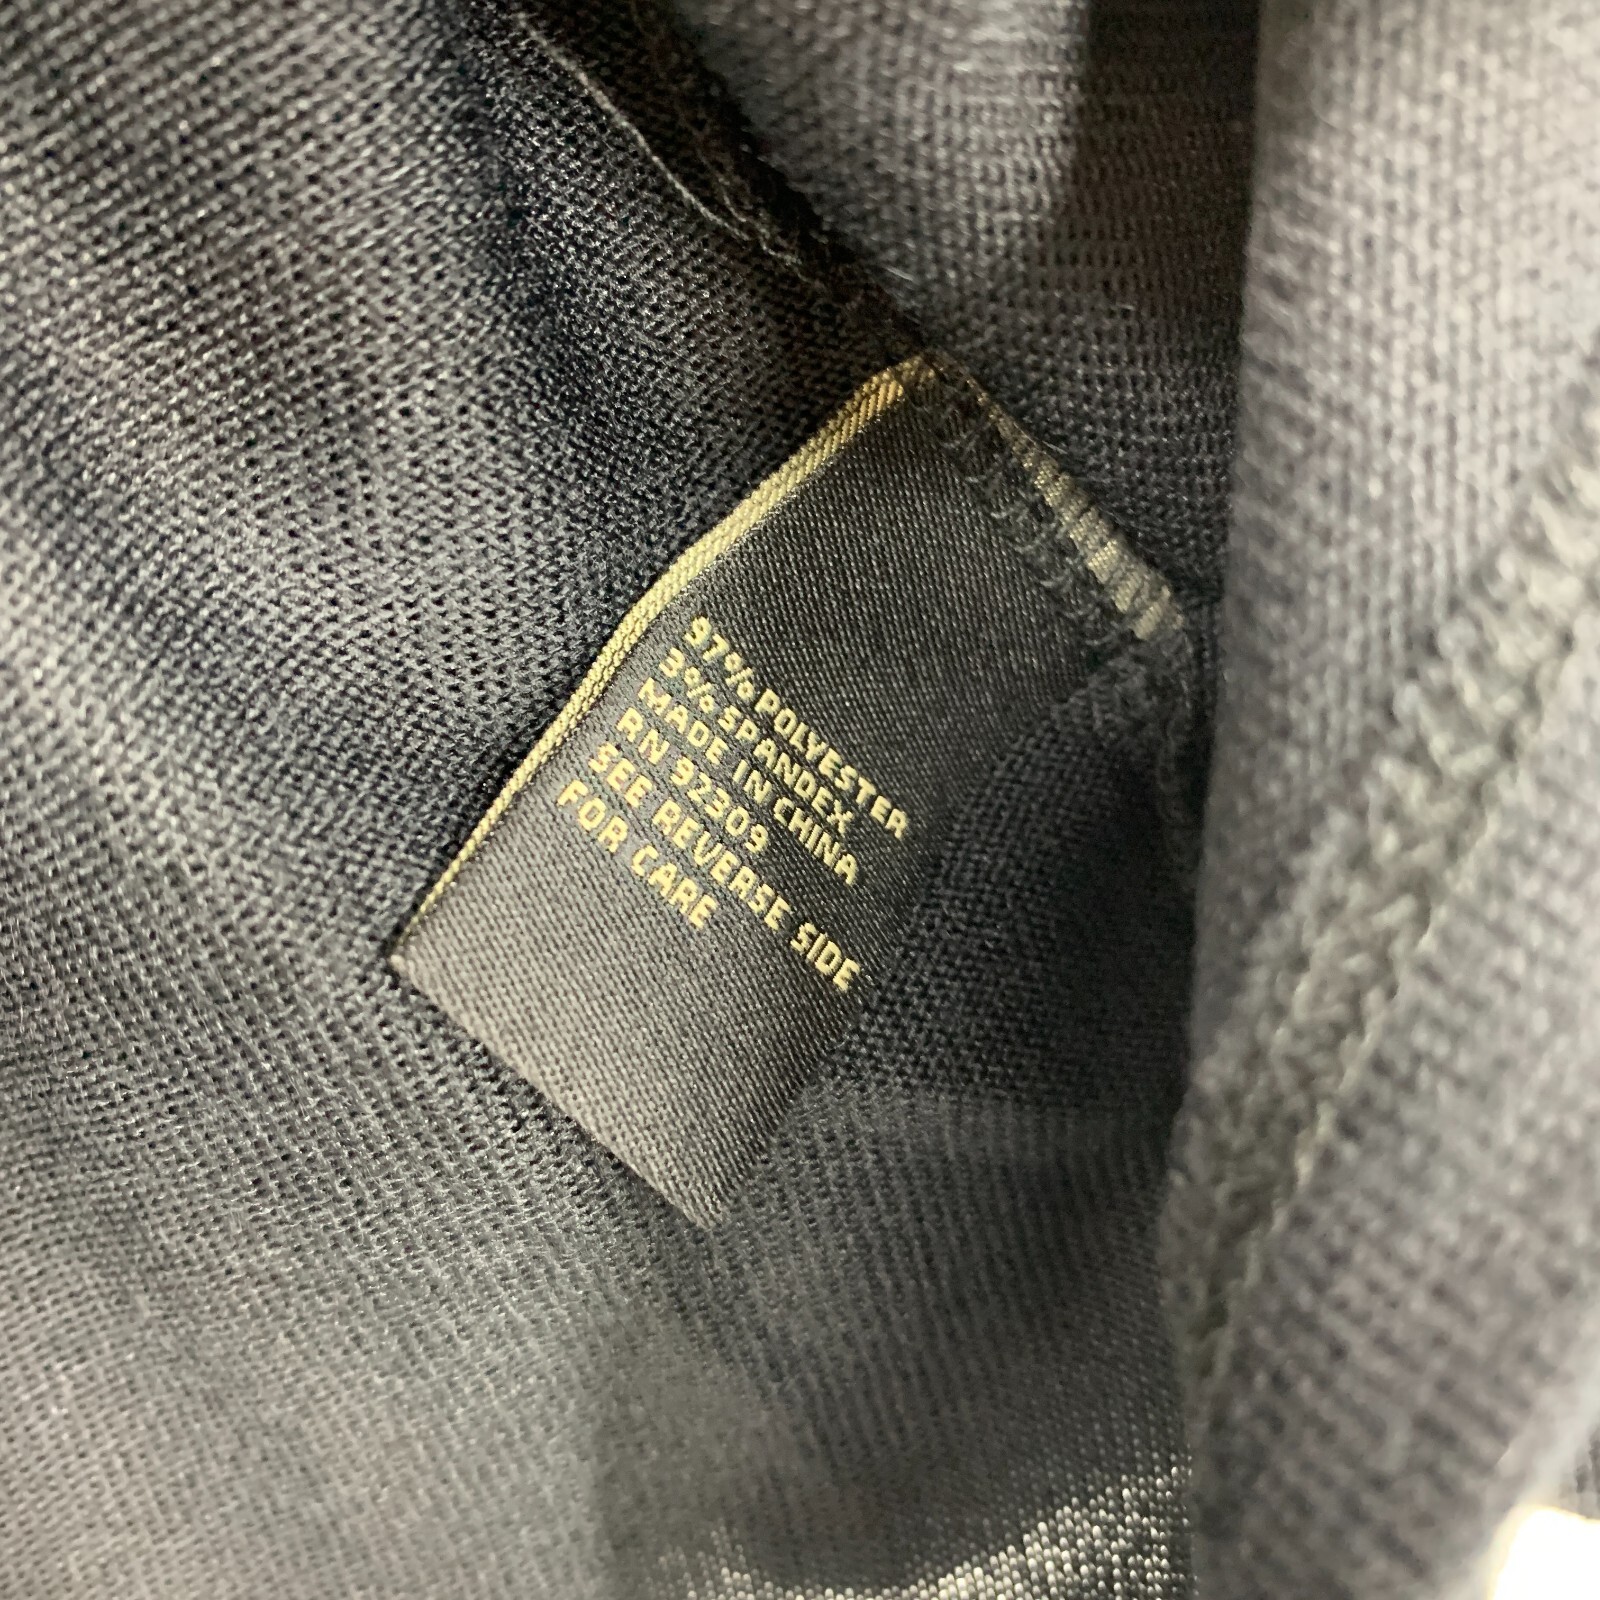 97% POLYESTER
3% SPANDEX
MADE IN CHINA
RN 92309
SEE REVERSE SIDE
FOR CARE